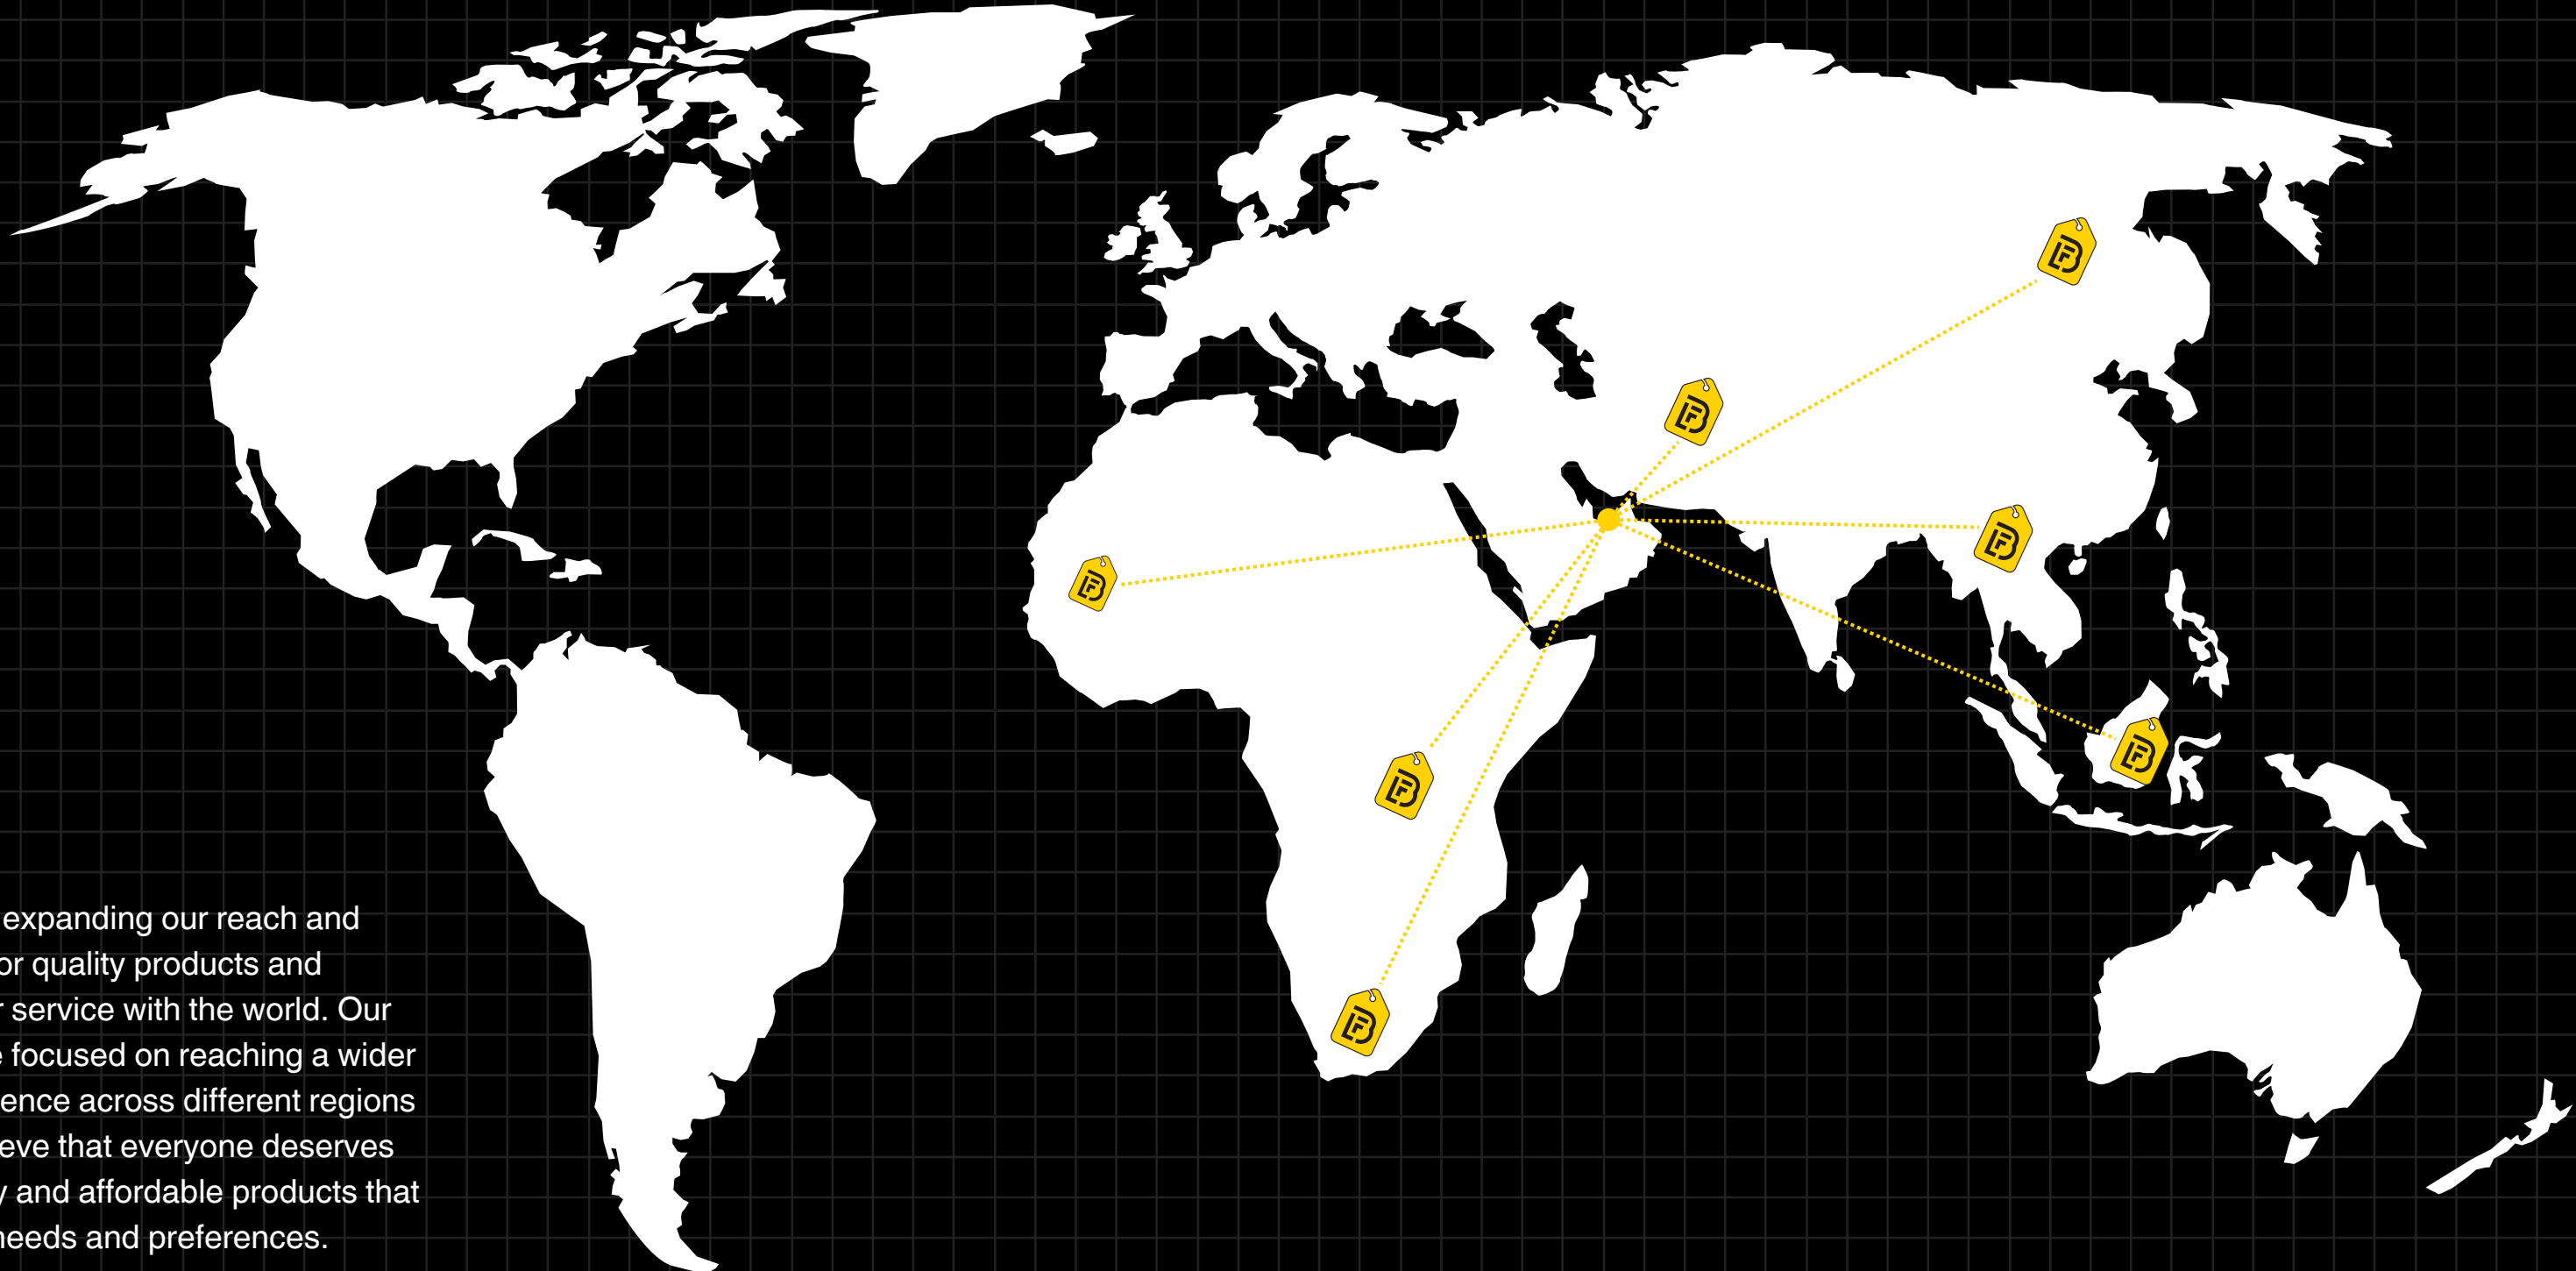 expanding our reach and
or quality products and
service with the world. Our
focused on reaching a wider
ence across different regions
eve that everyone deserves
and affordable products that
needs and preferences.